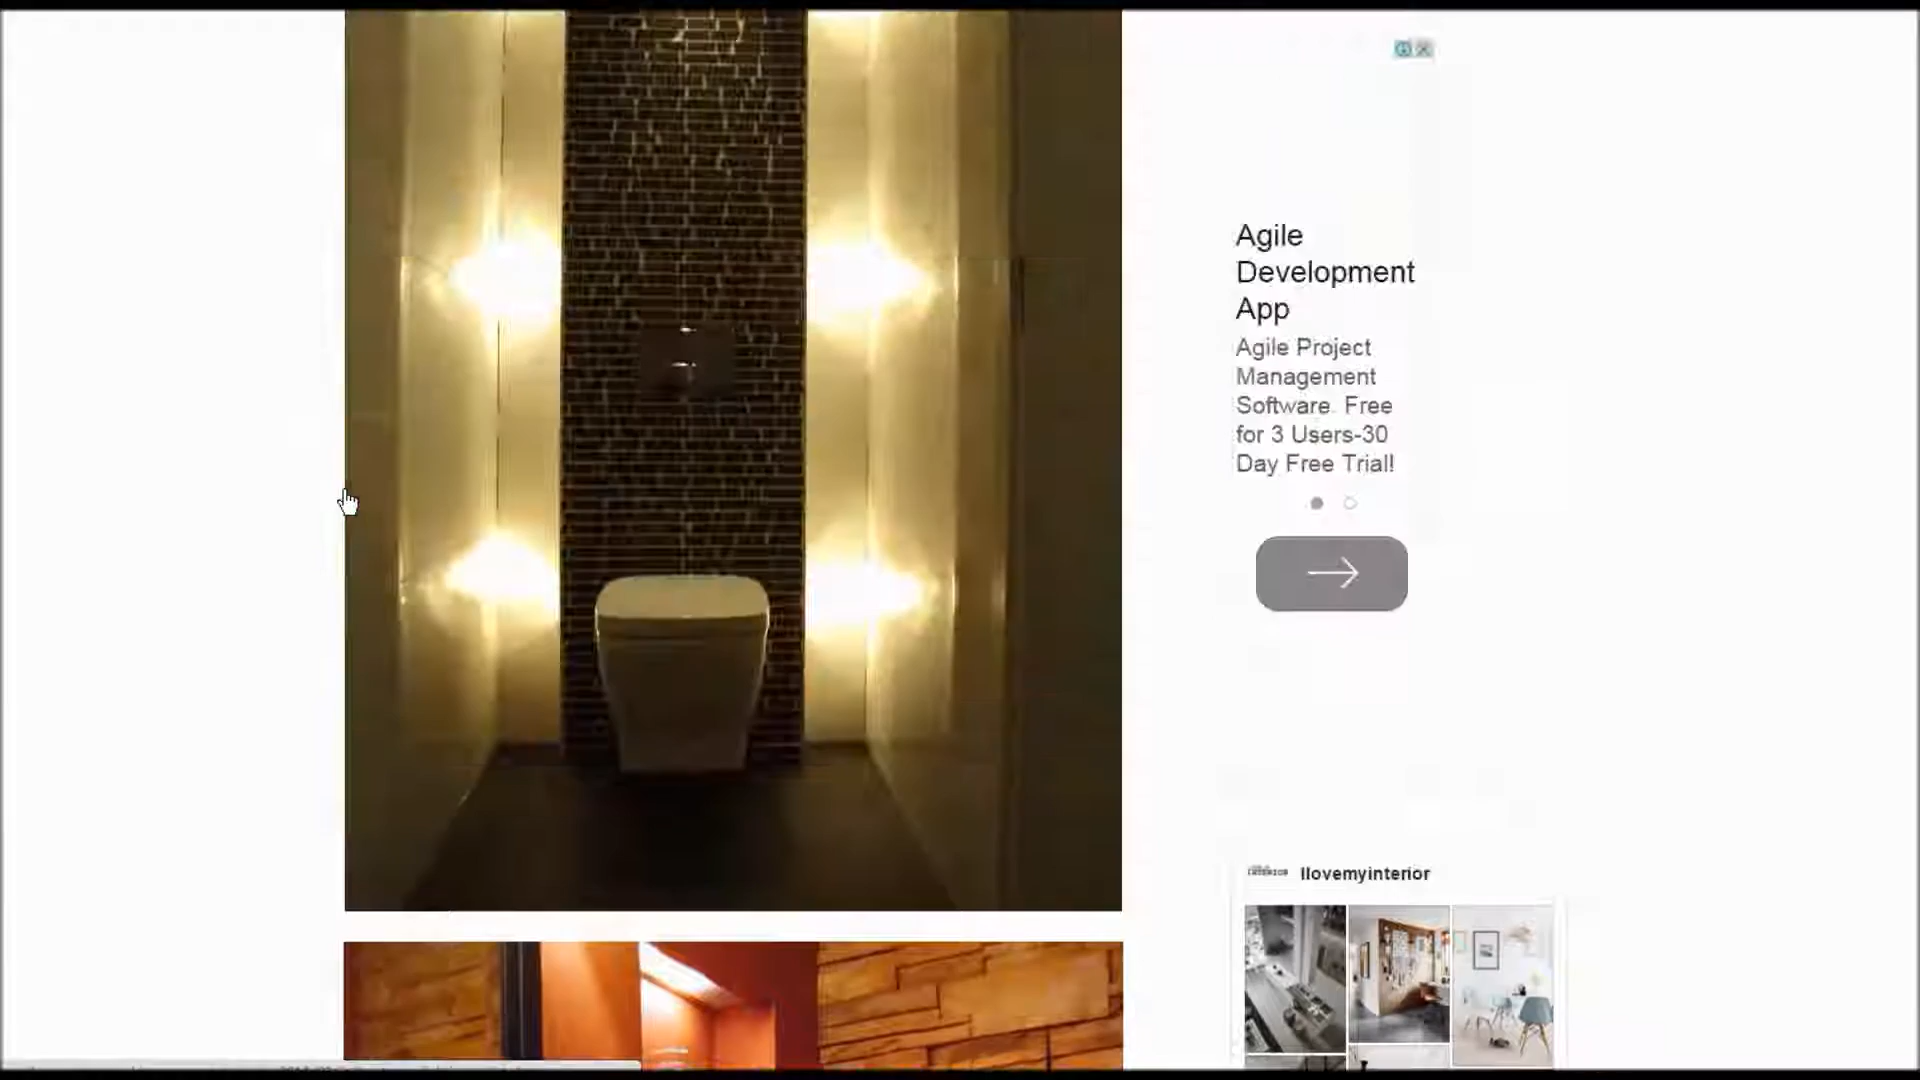 Agile
Development
App
Agile Project
Management
Software. Free
for 3 Users-30
Day Free Trial!
Ilovemyinterior